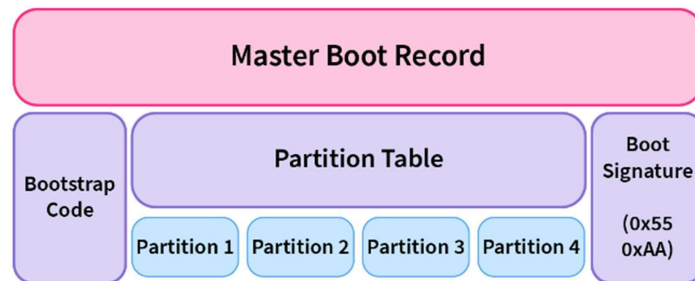 Master Boot Record
Bootstrap
Code
Partition Table
Partition 1
Partition 2
Partition 3
Partition 4
Boot
Signature
(0x55
0xAA)